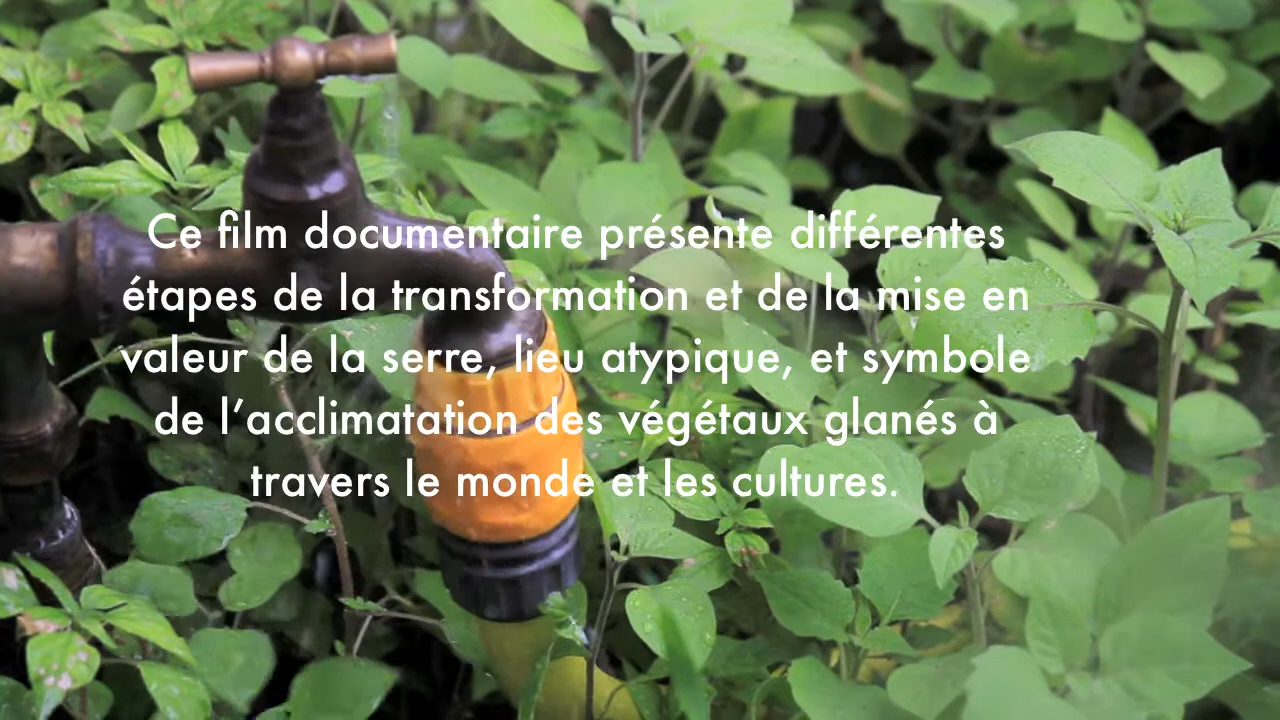 Ce film documentaire présente différentes
étapes de la transformation et de la mise en
valeur de la serre, lieu atypique, et symbole
de l’acclimatation des végétaux glanés à
travers le monde et les cultures.